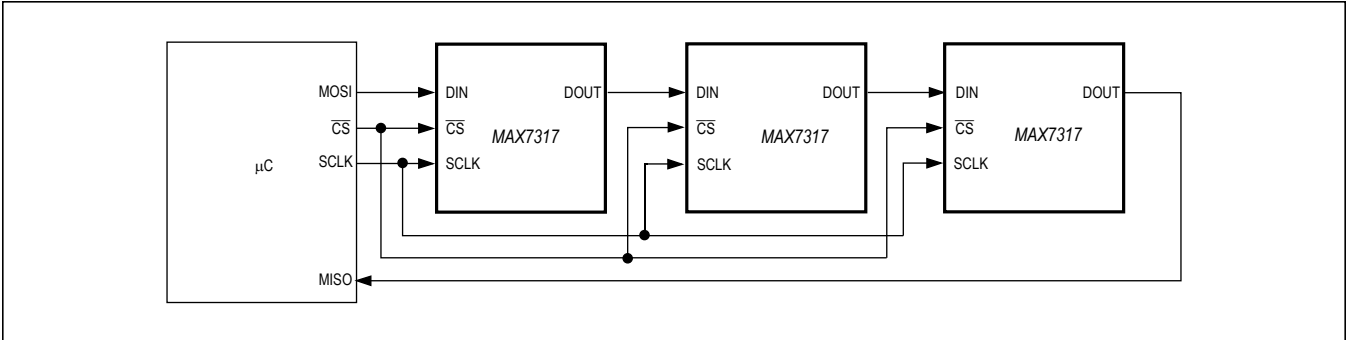 MOSI
CS
SCLK
MISO
μC
DIN
DOUT
CS
MAX7317
SCLK
DIN
DOUT
CS
MAX7317
SCLK
DIN
DOUT
CS
MAX7317
SCLK